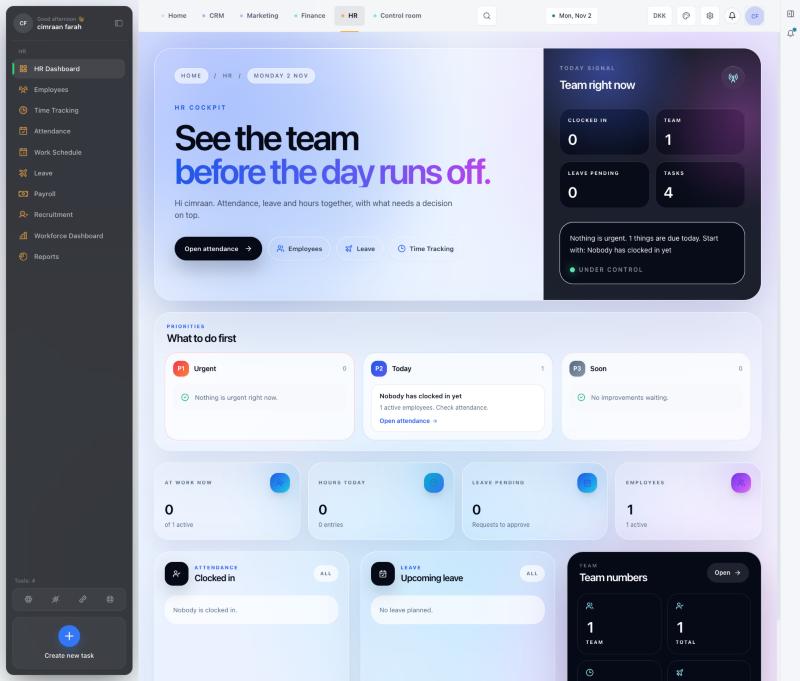 CF
Good afternoon 👋
cimraan farah
HR
HR Dashboard
Employees
Time Tracking
Attendance
Work Schedule
Leave
Payroll
Recruitment
Workforce Dashboard
Reports
Tools: 4
Create new task
Home
CRM
Marketing
Finance
HR
Control room
Mon, Nov 2
DKK
CF
HOME / HR / MONDAY 2 NOV
HR COCKPIT
See the team
before the day runs off.
Hi cimraan. Attendance, leave and hours together, with what needs a decision
on top.
Open attendance →
Employees
Leave
Time Tracking
TODAY SIGNAL
Team right now
CLOCKED IN
0
TEAM
1
LEAVE PENDING
0
TASKS
4
Nothing is urgent. 1 things are due today. Start
with: Nobody has clocked in yet
UNDER CONTROL
PRIORITIES
What to do first
P1 Urgent 0
Nothing is urgent right now.
P2 Today 1
Nobody has clocked in yet
1 active employees. Check attendance.
Open attendance →
P3 Soon 0
No improvements waiting.
AT WORK NOW
0
of 1 active
HOURS TODAY
0
0 entries
LEAVE PENDING
0
Requests to approve
EMPLOYEES
1
1 active
ATTENDANCE
Clocked in
ALL
Nobody is clocked in.
LEAVE
Upcoming leave
ALL
No leave planned.
TEAM
Team numbers
Open →
1
TEAM
1
TOTAL